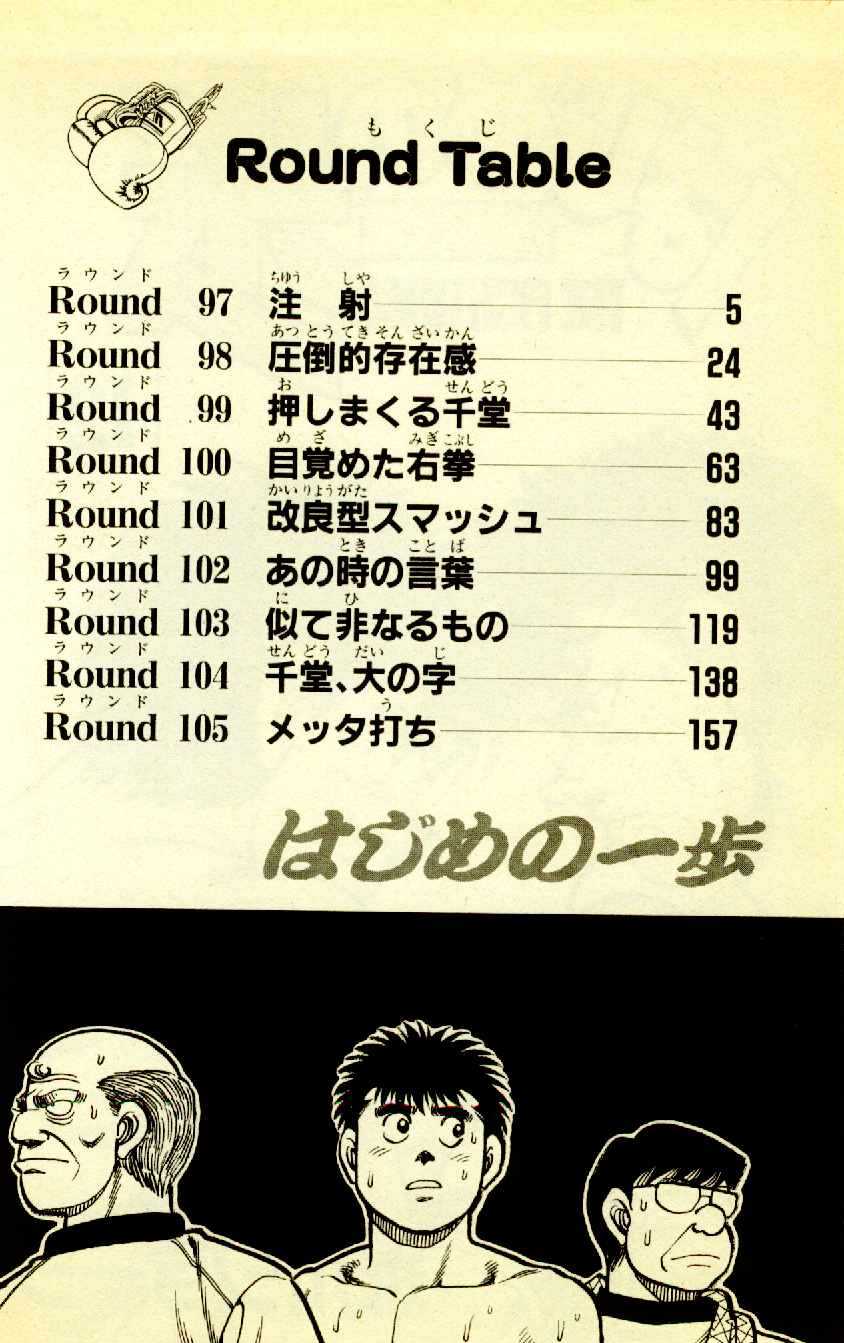 もくじ
Round Table
ラウンド ちゅう しゃ
Round 97 注 射 5
ラウンド あっとうてきそんざいかん
Round 98 圧倒的存在感 24
ラウンド お せんどう
Round 99 押しまくる千堂 43
ラウンド めざ みぎこぶし
Round 100 目覚めた右拳 63
ラウンド かいりょうがた
Round 101 改良型スマッシュ 83
ラウンド とき ことば
Round 102 あの時の言葉 99
ラウンド に ひ
Round 103 似て非なるもの 119
ラウンド せんどう だい じ
Round 104 千堂、大の字 138
ラウンド う
Round 105 メッタ打ち 157
はじめの一歩